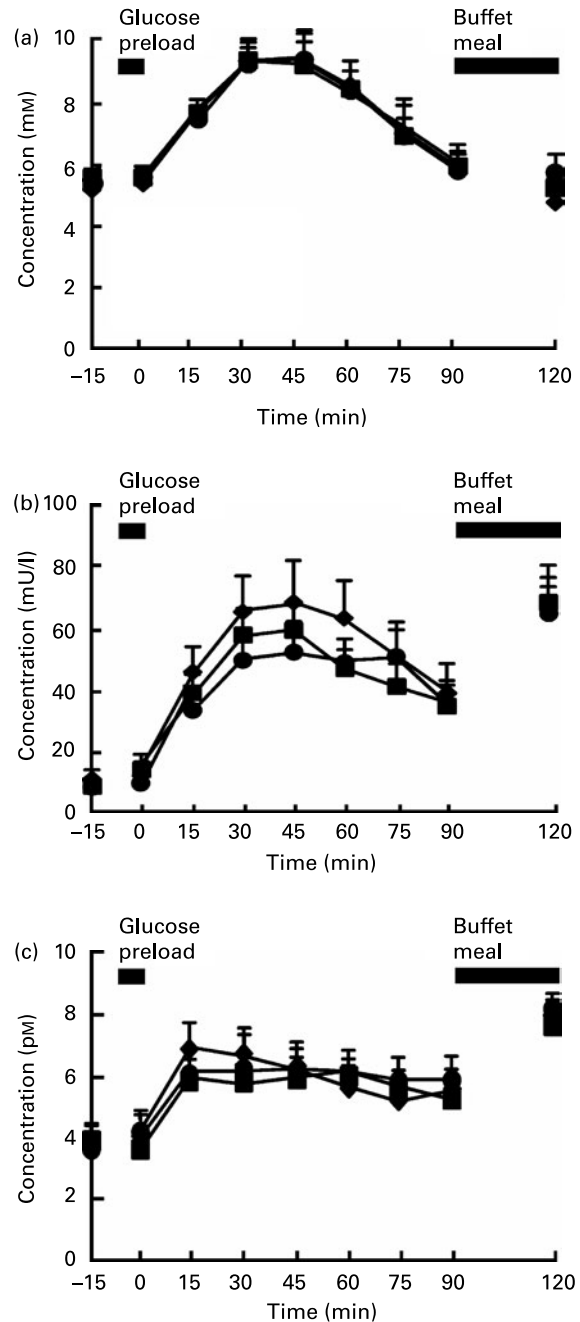 (a)
Glucose preload
Buffet meal
Concentration (mM)
10
8
6
4
2
0
−15 0 15 30 45 60 75 90 120
Time (min)
(b)
Glucose preload
Buffet meal
Concentration (mU/l)
100
80
60
40
20
0
−15 0 15 30 45 60 75 90 120
Time (min)
(c)
Glucose preload
Buffet meal
Concentration (pM)
10
8
6
4
2
0
−15 0 15 30 45 60 75 90 120
Time (min)